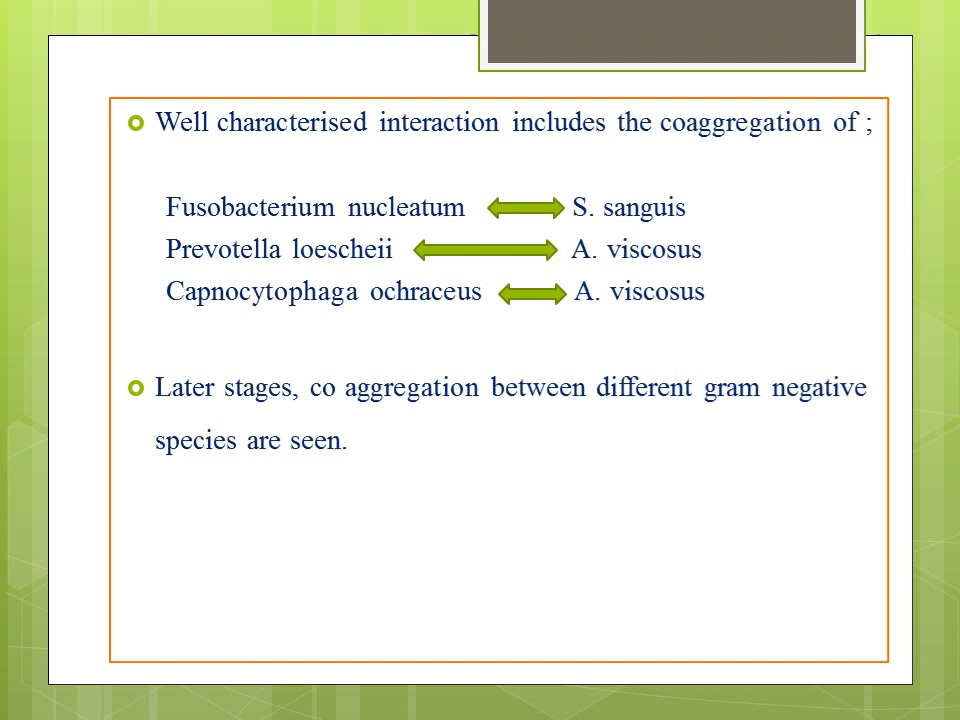 Well characterised interaction includes the coaggregation of ;
Fusobacterium nucleatum S. sanguis
Prevotella loescheii A. viscosus
Capnocytophaga ochraceus A. viscosus
Later stages, co aggregation between different gram negative
species are seen.